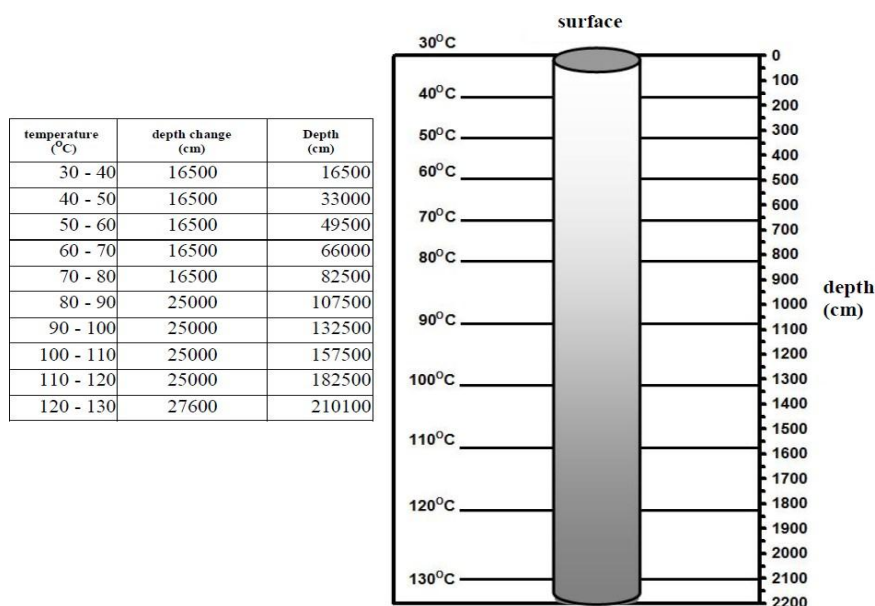 temperature depth change Depth
(°C) (cm) (cm)
30 - 40 16500 16500
40 - 50 16500 33000
50 - 60 16500 49500
60 - 70 16500 66000
70 - 80 16500 82500
80 - 90 25000 107500
90 - 100 25000 132500
100 - 110 25000 157500
110 - 120 25000 182500
120 - 130 27600 210100
surface
30°C
40°C
50°C
60°C
70°C
80°C
90°C
100°C
110°C
120°C
130°C
0
100
200
300
400
500
600
700
800
900
1000
1100
1200
1300
1400
1500
1600
1700
1800
1900
2000
2100
2200
depth
(cm)